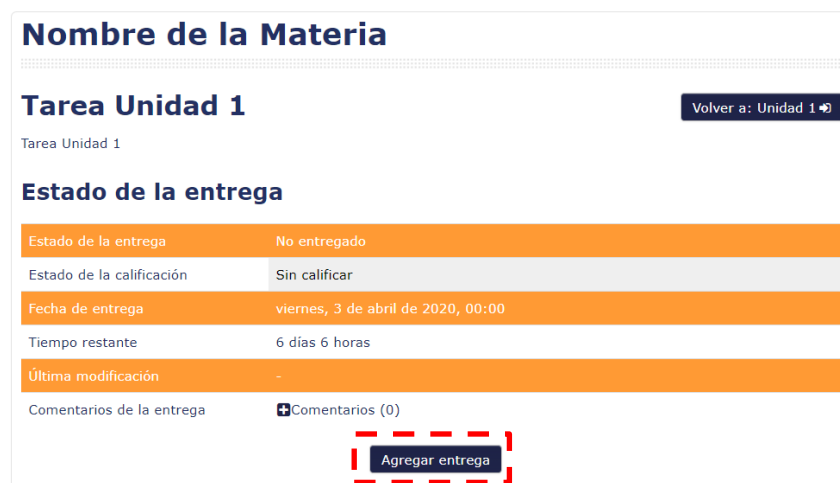 Nombre de la Materia
Tarea Unidad 1
Volver a: Unidad 1
Tarea Unidad 1
Estado de la entrega
Estado de la entrega No entregado
Estado de la calificación Sin calificar
Fecha de entrega viernes, 3 de abril de 2020, 00:00
Tiempo restante 6 días 6 horas
Última modificación -
Comentarios de la entrega Comentarios (0)
Agregar entrega